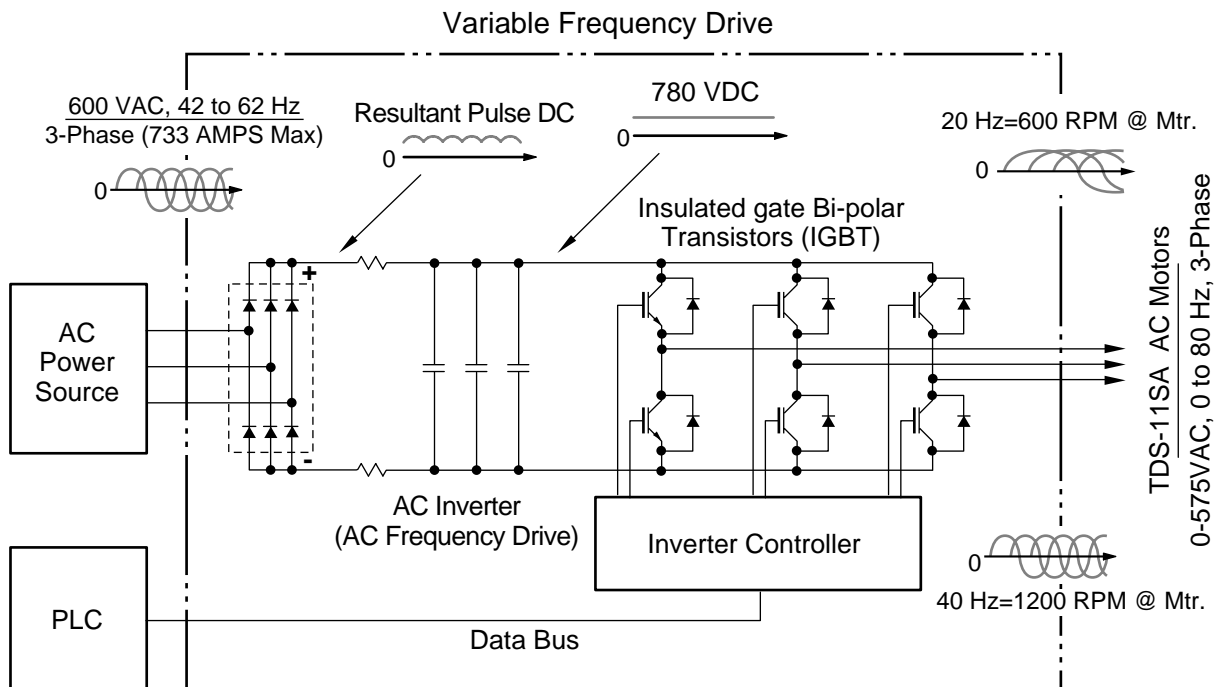 Variable Frequency Drive
600 VAC, 42 to 62 Hz
3-Phase (733 AMPS Max)
0
Resultant Pulse DC
0
780 VDC
0
20 Hz=600 RPM @ Mtr.
0
Insulated gate Bi-polar
Transistors (IGBT)
+
-
AC
Power
Source
AC Inverter
(AC Frequency Drive)
Inverter Controller
TDS-11SA AC Motors
0-575VAC, 0 to 80 Hz, 3-Phase
0
40 Hz=1200 RPM @ Mtr.
PLC
Data Bus